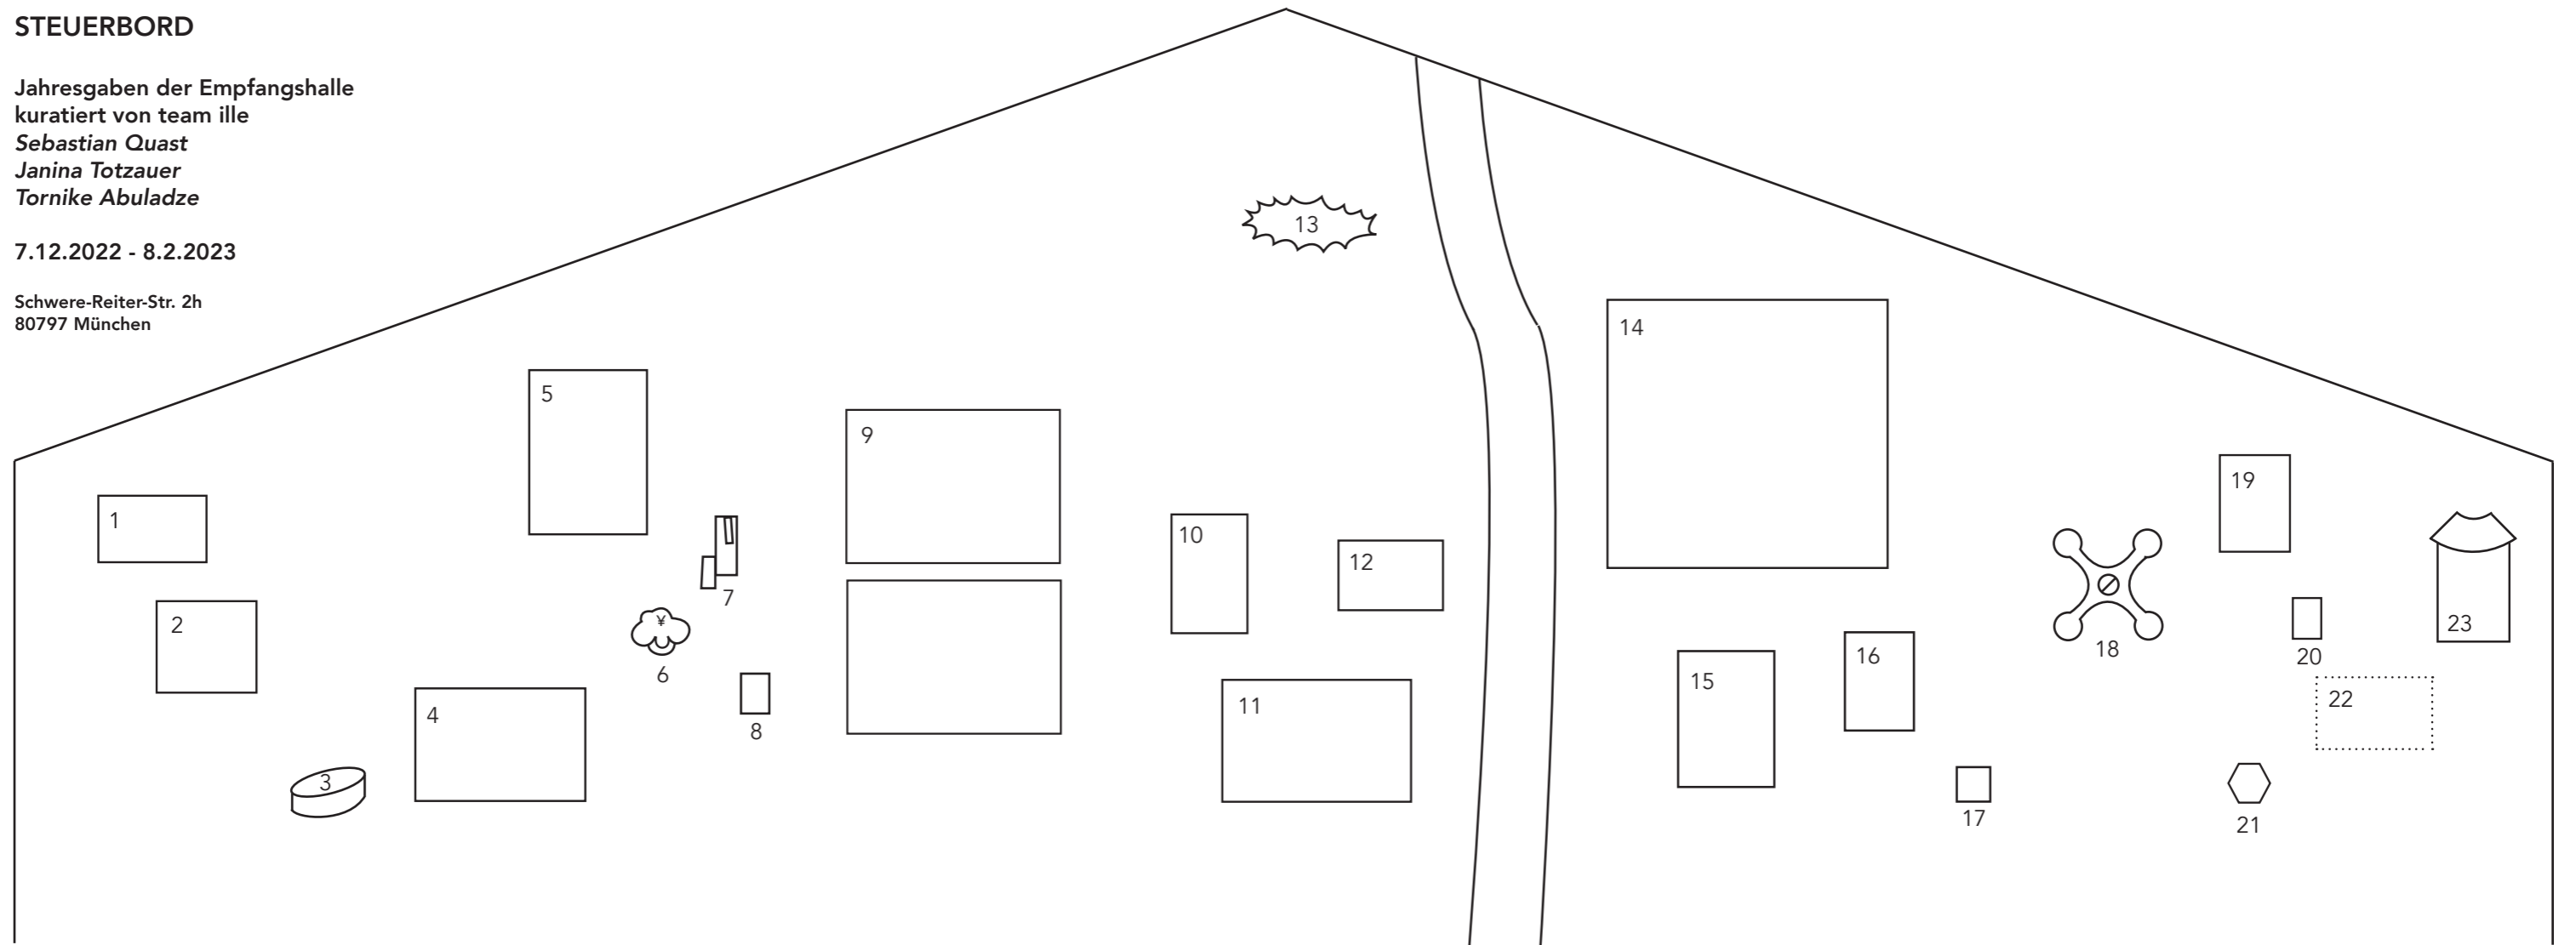 STEUERBORD
Jahresgaben der Empfangshalle
kuratiert von team ille
Sebastian Quast
Janina Totzauer
Tornike Abuladze
7.12.2022 - 8.2.2023
Schwere-Reiter-Str. 2h
80797 München
1
2
3
4
5
¥
6
7
8
9
10
11
12
13
14
15
16
17
18
19
20
21
22
23